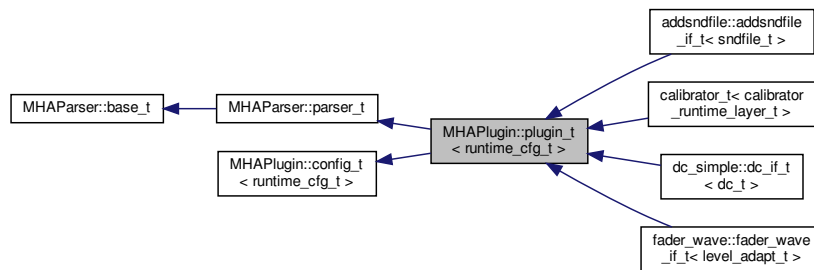 MHAParser::base_t
MHAParser::parser_t
MHAPlugin::config_t
< runtime_cfg_t >
MHAPlugin::plugin_t
< runtime_cfg_t >
addsndfile::addsndfile
_if_t< sndfile_t >
calibrator_t< calibrator
_runtime_layer_t >
dc_simple::dc_if_t
< dc_t >
fader_wave::fader_wave
_if_t< level_adapt_t >